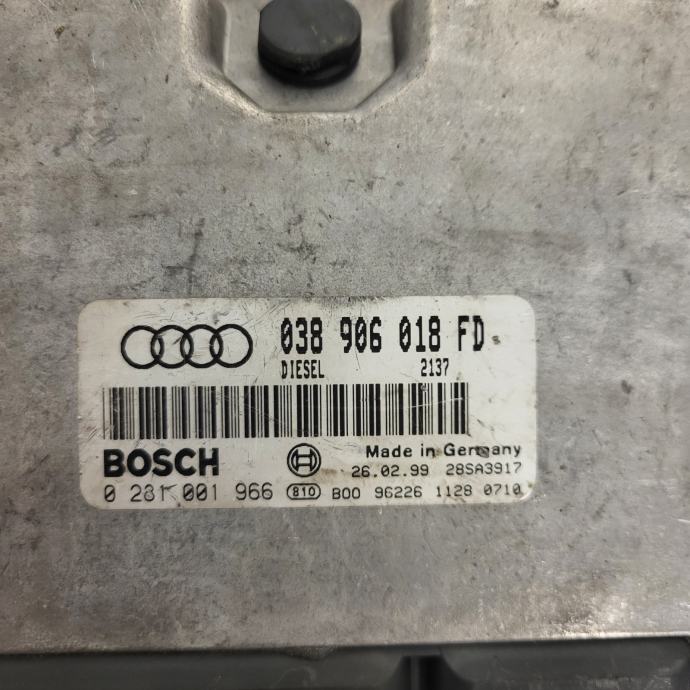 038 906 018 FD
DIESEL 2137
BOSCH Made in Germany
26.02.99 28SA3917
0 281 001 966 810 B00 96226 1128 0710